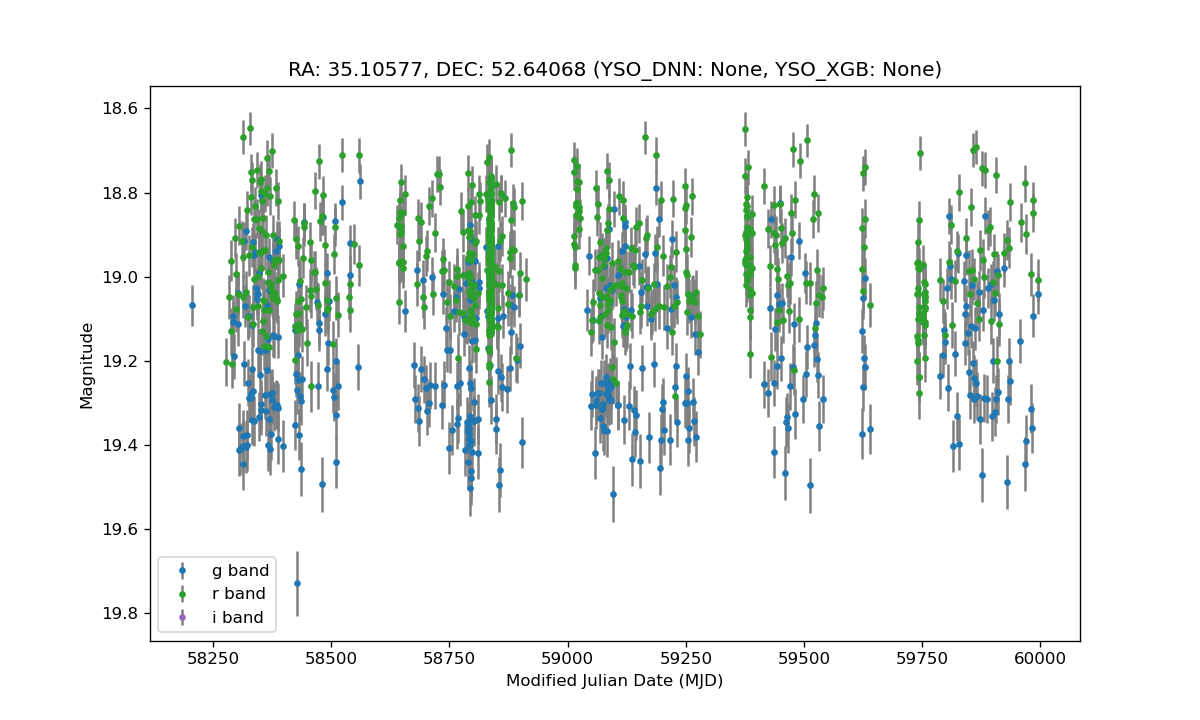 RA: 35.10577, DEC: 52.64068 (YSO_DNN: None, YSO_XGB: None)
18.6
18.8
19.0
19.2
19.4
19.6
19.8
Magnitude
g band
r band
i band
58250 58500 58750 59000 59250 59500 59750 60000
Modified Julian Date (MJD)